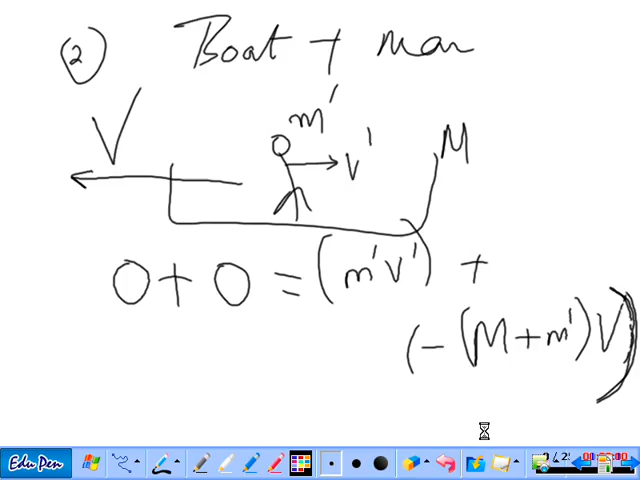 (2) Boat + man
m'
V
v'
M
0 + 0 = (m'v') +
(-(M+m')V)
Edu Pen